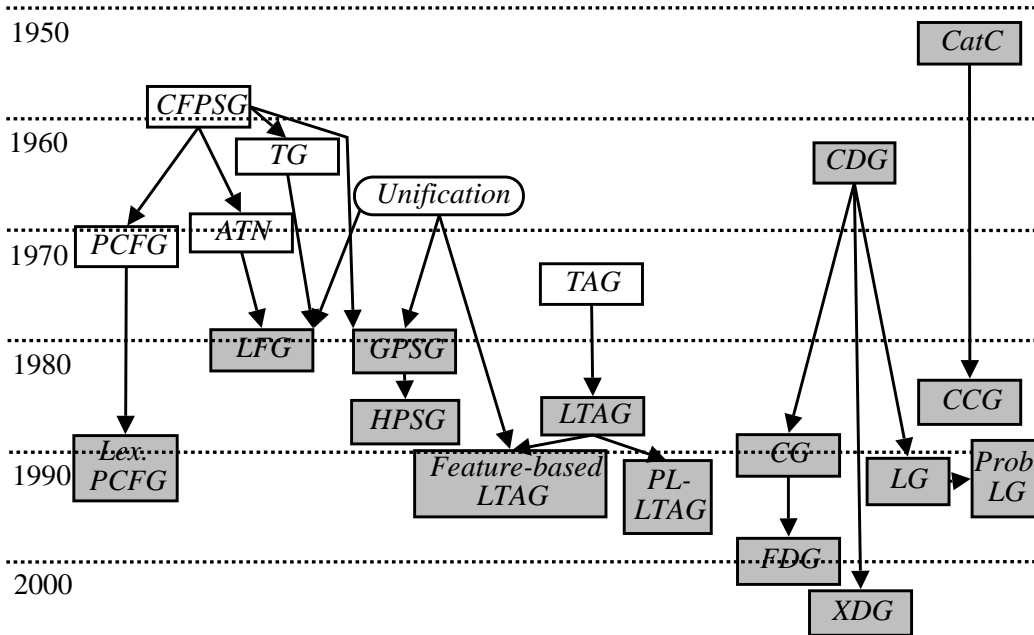 1950
CatC
CFPSG
1960
TG
CDG
Unification
ATN
PCFG
1970
TAG
LFG
GPSG
1980
CCG
HPSG
LTAG
Lex.
PCFG
CG
1990
Feature-based
LTAG
PL-
LTAG
LG
Prob
LG
FDG
2000
XDG